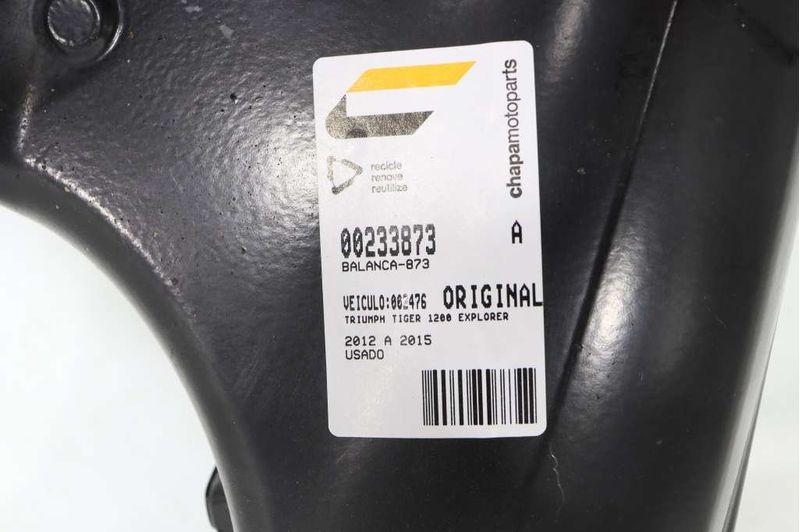 chapamotoparts
recicle
renove
reutilize
00233873 A
BALANCA-873
VEICULO:002476 ORIGINAL
TRIUMPH TIGER 1200 EXPLORER
2012 A 2015
USADO